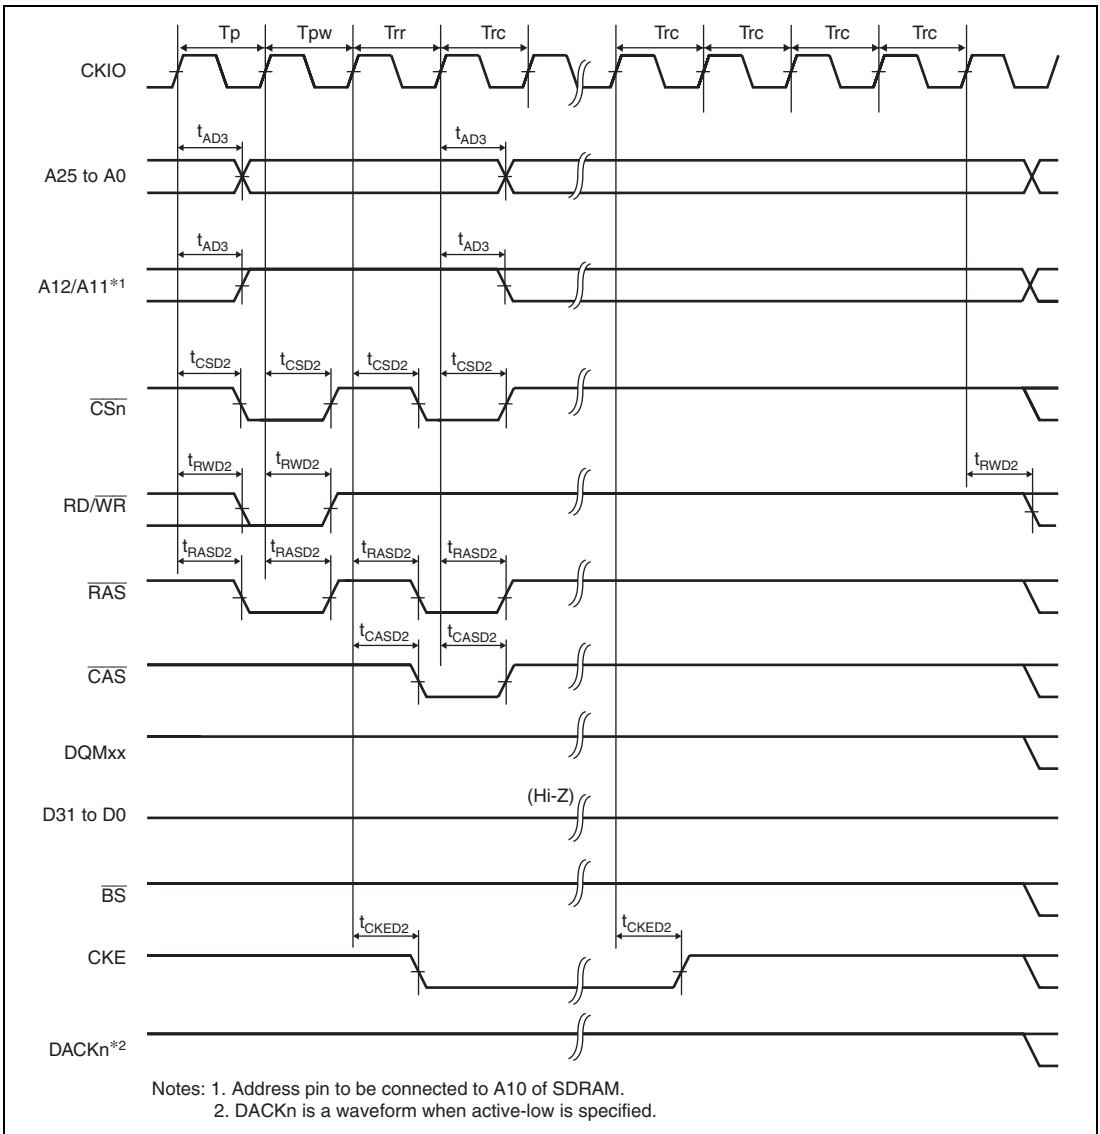 Tp Tpw Trr Trc Trc Trc Trc Trc
CKIO
tAD3 tAD3
A25 to A0
tAD3 tAD3
A12/A11*1
tCSD2 tCSD2 tCSD2 tCSD2
CSn
tRWD2 tRWD2 tRWD2
RD/WR
tRASD2 tRASD2 tRASD2 tRASD2
RAS
tCASD2 tCASD2
CAS
DQMxx
(Hi-Z)
D31 to D0
BS
tCKED2 tCKED2
CKE
DACKn*2
Notes: 1. Address pin to be connected to A10 of SDRAM.
2. DACKn is a waveform when active-low is specified.